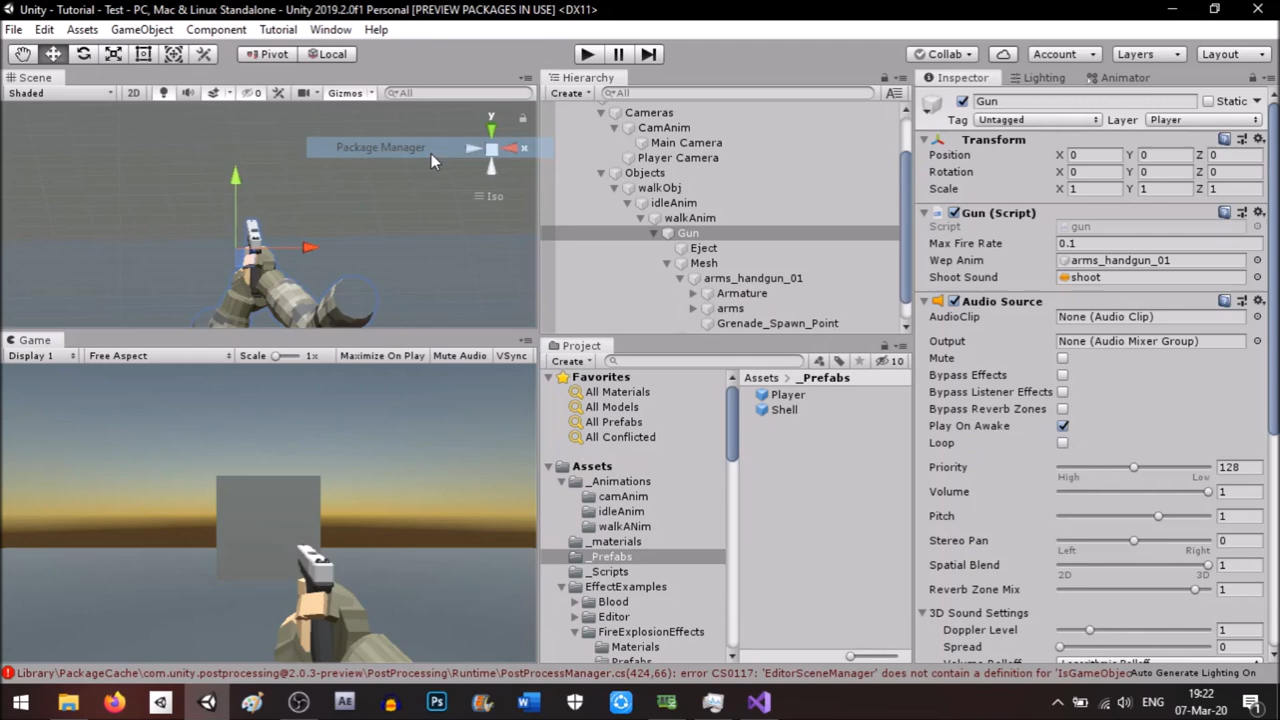 Unity - Tutorial - Test - PC, Mac & Linux Standalone - Unity 2019.2.0f1 Personal [PREVIEW PACKAGES IN USE] <DX11>
File Edit Assets GameObject Component Tutorial Window Help
Pivot Local Collab Account Layers Layout
Scene
Shaded 2D 0 Gizmos All
y
Package Manager
x
Iso
Game
Display 1 Free Aspect Scale 1x Maximize On Play Mute Audio VSync
Hierarchy
Create All
Cameras
CamAnim
Main Camera
Player Camera
Objects
walkObj
idleAnim
walkAnim
Gun
Eject
Mesh
arms_handgun_01
Armature
arms
Grenade_Spawn_Point
Project
Create 10
Favorites
All Materials
All Models
All Prefabs
All Conflicted
Assets
_Animations
camAnim
idleAnim
walkANim
_materials
_Prefabs
_Scripts
EffectExamples
Blood
Editor
FireExplosionEffects
Materials
Prefabs
Assets _Prefabs
Player
Shell
Inspector Lighting Animator
Gun Static
Tag Untagged Layer Player
Transform
Position X 0 Y 0 Z 0
Rotation X 0 Y 0 Z 0
Scale X 1 Y 1 Z 1
Gun (Script)
Script gun
Max Fire Rate 0.1
Wep Anim arms_handgun_01
Shoot Sound shoot
Audio Source
AudioClip None (Audio Clip)
Output None (Audio Mixer Group)
Mute
Bypass Effects
Bypass Listener Effects
Bypass Reverb Zones
Play On Awake
Loop
Priority 128
High Low
Volume 1
Pitch 1
Stereo Pan 0
Left Right
Spatial Blend 1
2D 3D
Reverb Zone Mix 1
3D Sound Settings
Doppler Level 1
Spread 0
Volume Rolloff Logarithmic Rolloff
Library\PackageCache\com.unity.postprocessing@2.0.3-preview\PostProcessing\Runtime\PostProcessManager.cs(424,66): error CS0117: 'EditorSceneManager' does not contain a definition for 'IsGameObjec Auto Generate Lighting On
Ae Ps W ENG 19:22
07-Mar-20